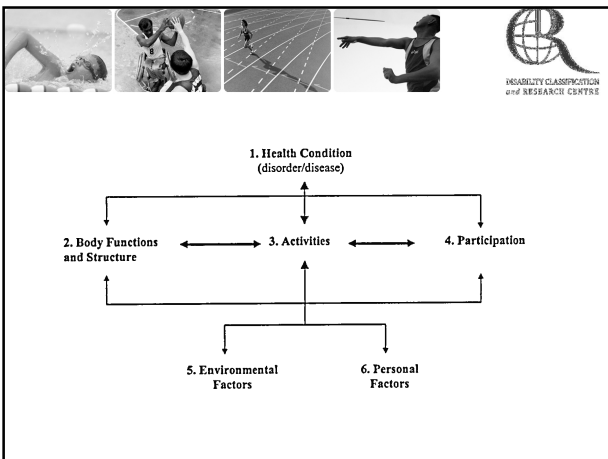 DISABILITY CLASSIFICATION
and RESEARCH CENTRE
1. Health Condition
(disorder/disease)
2. Body Functions
and Structure
3. Activities
4. Participation
5. Environmental
Factors
6. Personal
Factors